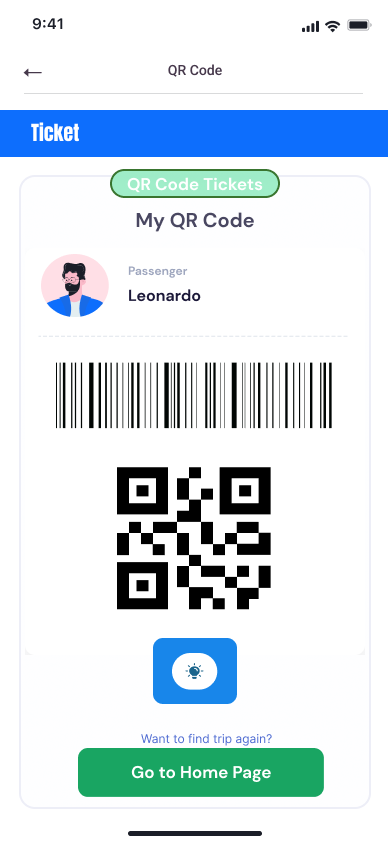 9:41
QR Code
Ticket
QR Code Tickets
My QR Code
Passenger
Leonardo
Want to find trip again?
Go to Home Page